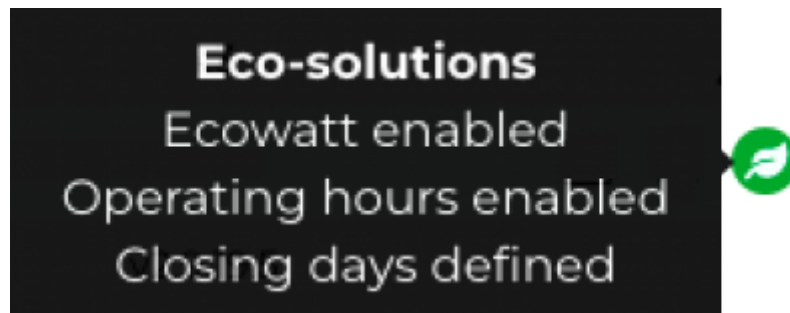 Eco-solutions
Ecowatt enabled
Operating hours enabled
Closing days defined